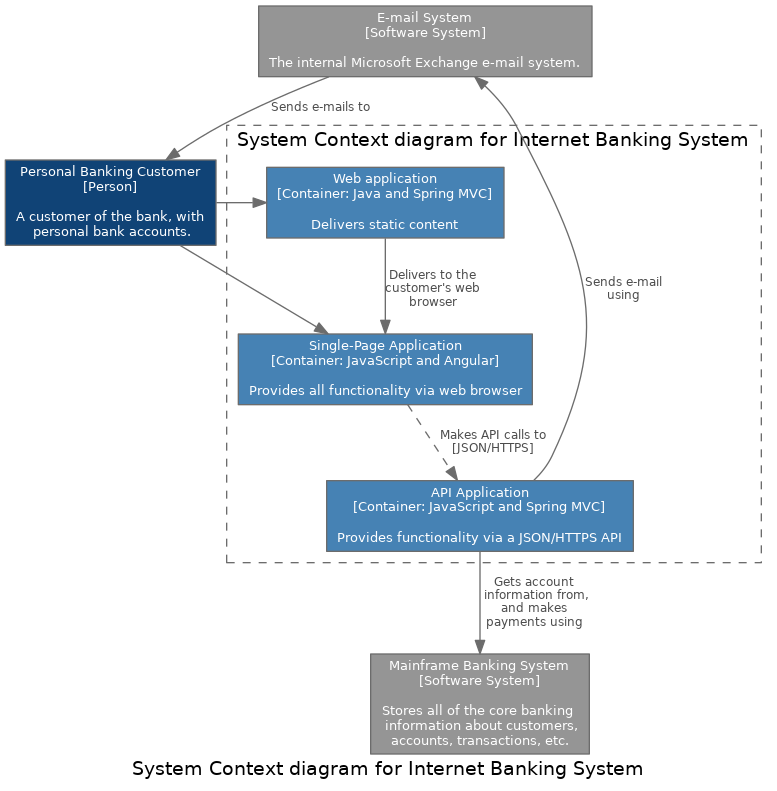 E-mail System
[Software System]
The internal Microsoft Exchange e-mail system.
Sends e-mails to
System Context diagram for Internet Banking System
Personal Banking Customer
[Person]
A customer of the bank, with
personal bank accounts.
Web application
[Container: Java and Spring MVC]
Delivers static content
Delivers to the
customer's web
browser
Sends e-mail
using
Single-Page Application
[Container: JavaScript and Angular]
Provides all functionality via web browser
Makes API calls to
[JSON/HTTPS]
API Application
[Container: JavaScript and Spring MVC]
Provides functionality via a JSON/HTTPS API
Gets account
information from,
and makes
payments using
Mainframe Banking System
[Software System]
Stores all of the core banking
information about customers,
accounts, transactions, etc.
System Context diagram for Internet Banking System